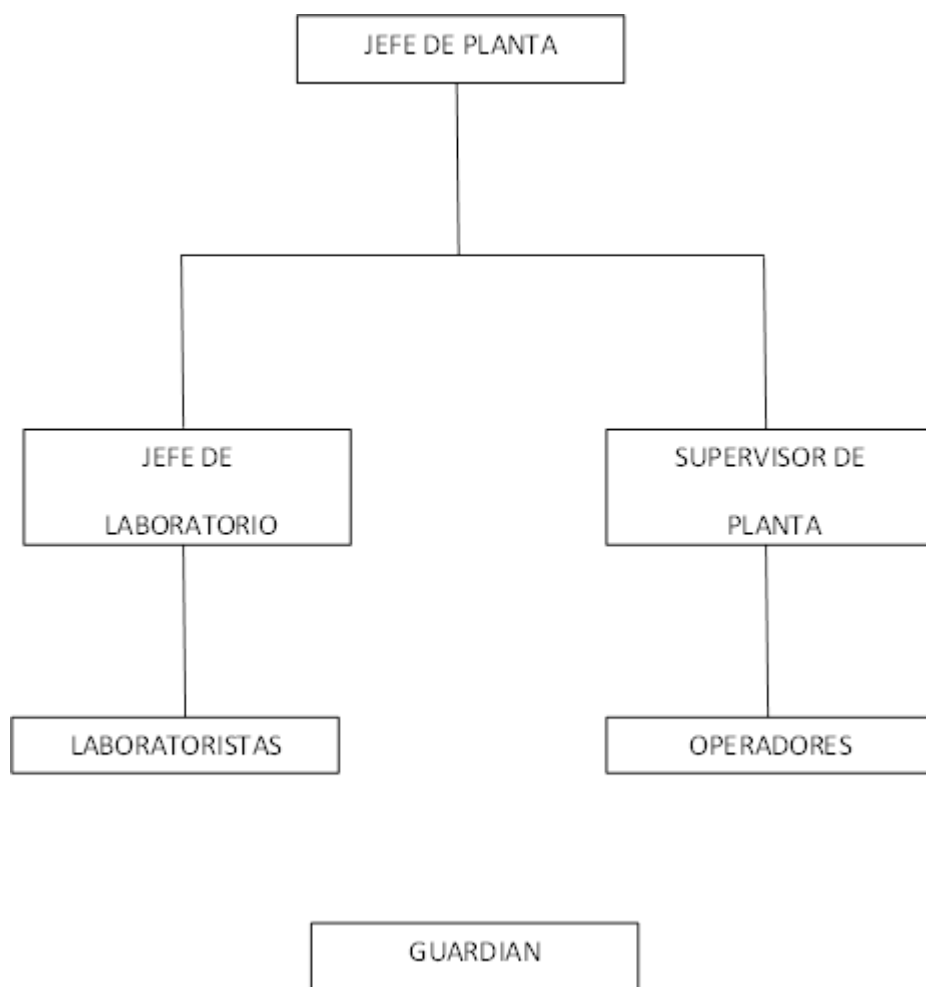 JEFE DE PLANTA
JEFE DE
LABORATORIO
SUPERVISOR DE
PLANTA
LABORATORISTAS
OPERADORES
GUARDIAN